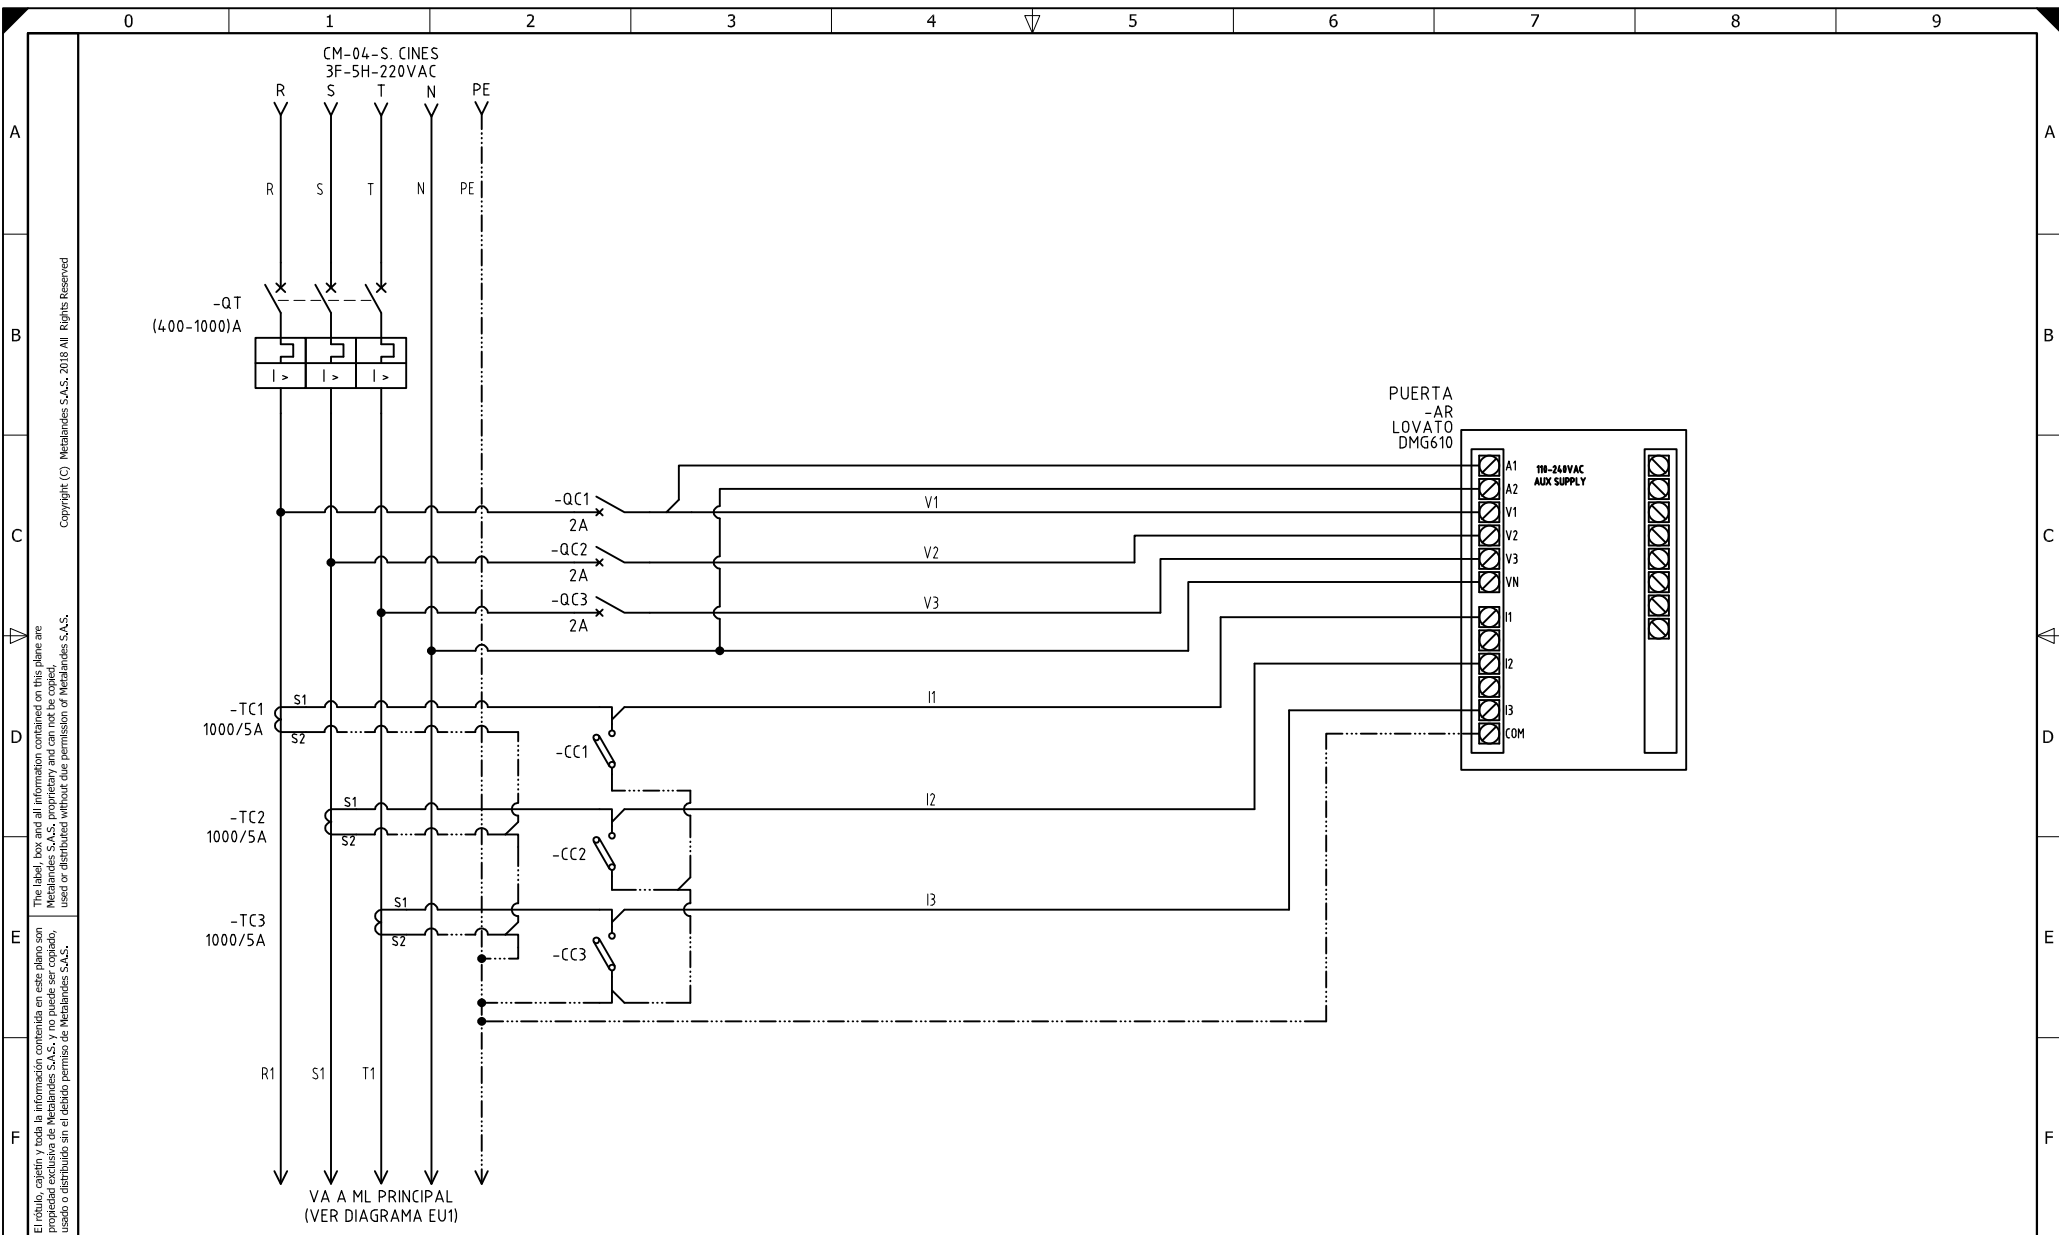 0 1 2 3 4 5 6 7 8 9
CM-04-S. CINES
3F-5H-220VAC
R S T N PE
A A
R S T N PE
-QT
(400-1000)A
B B
I > I > I >
PUERTA
-AR
LOVATO
DMG610
A1
110-240VAC
AUX SUPPLY
A2
-QC1
V1
V1
2A
C C
-QC2
V2
V2
2A
V3
VN
-QC3
V3
2A
I1
I2
S1
I1
-TC1
1000/5A
S2
I3
COM
D D
-CC1
S1
I2
-TC2
1000/5A
S2
-CC2
S1
I3
-TC3
1000/5A
S2
E E
-CC3
R1 S1 T1
F F
VA A ML PRINCIPAL
(VER DIAGRAMA EU1)
Copyright (C) Metalandes S.A.S. 2018 All Rights Reserved
The label, box and all information contained on this plane are
Metalandes S.A.S. proprietary and can not be copied,
used or distributed without due permission of Metalandes S.A.S.
El rótulo, cajetín y toda la información contenida en este plano son
propiedad exclusiva de Metalandes S.A.S. y no puede ser copiado,
usado o distribuido sin el debido permiso de Metalandes S.A.S.